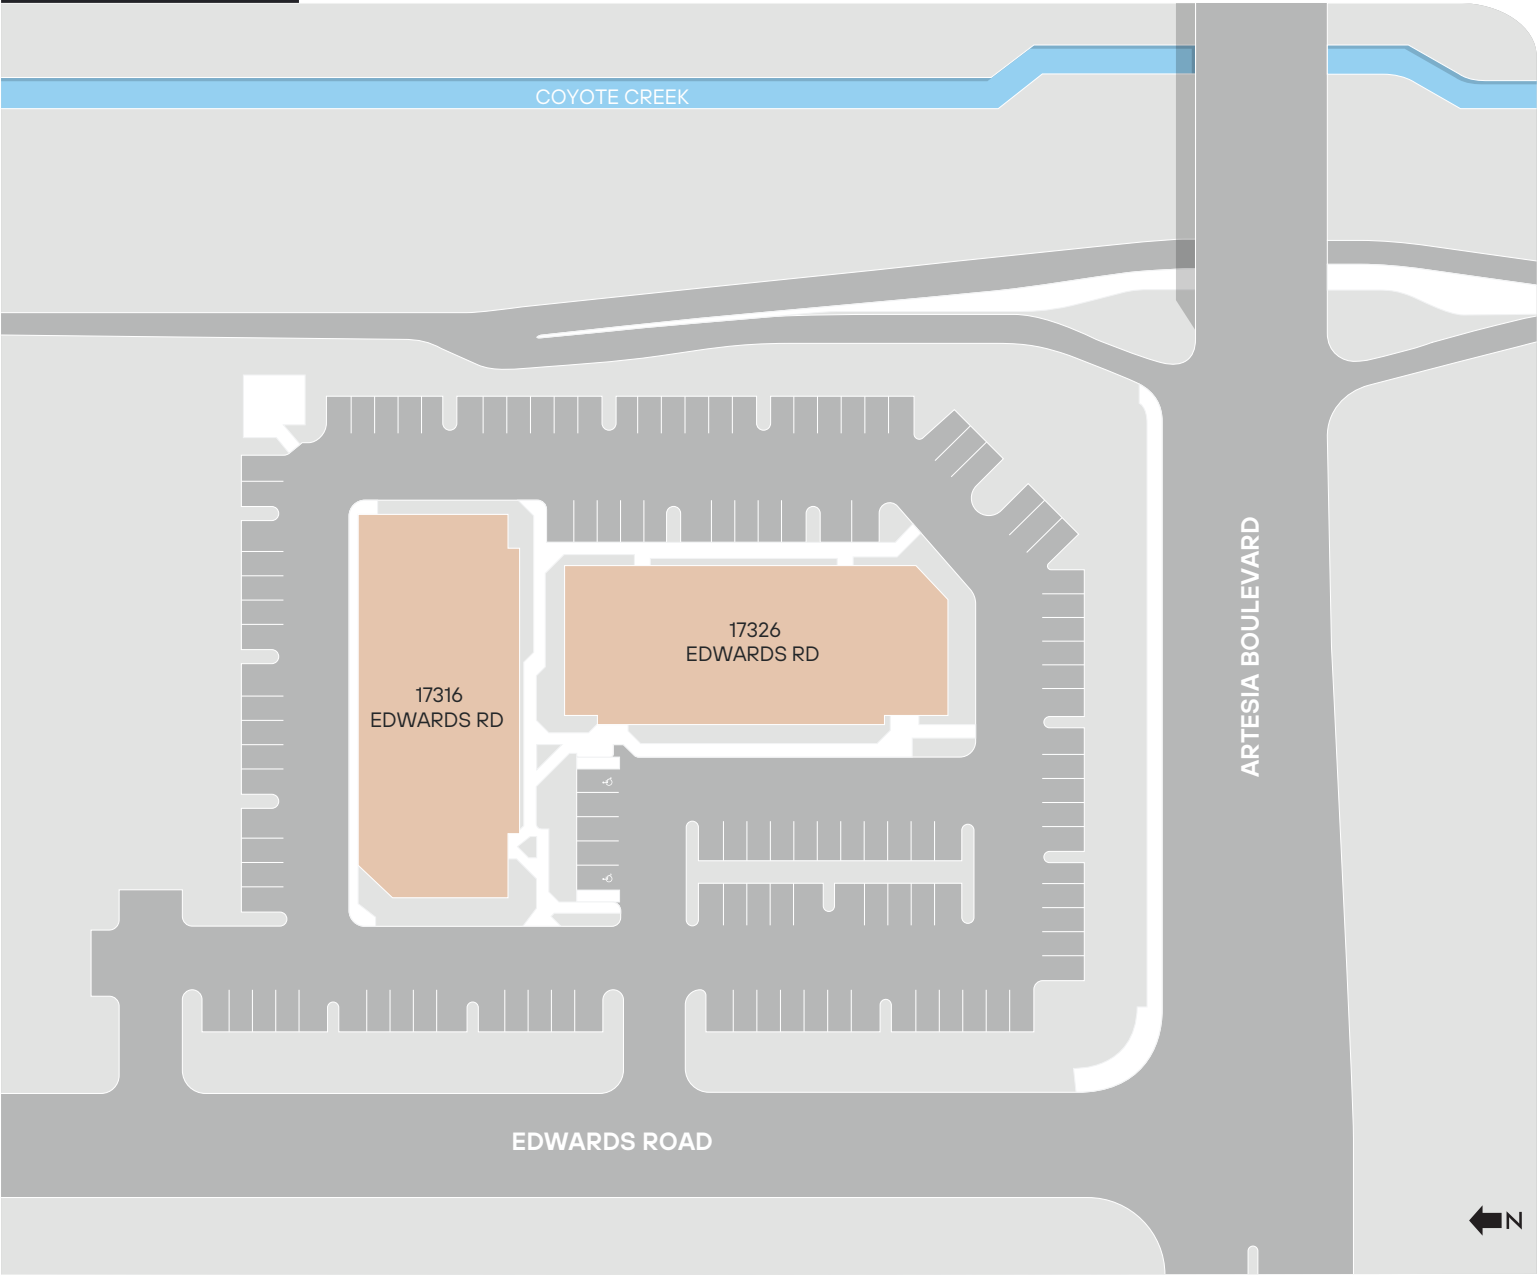 COYOTE CREEK
17326
EDWARDS RD
17316
EDWARDS RD
ARTESIA BOULEVARD
EDWARDS ROAD
N